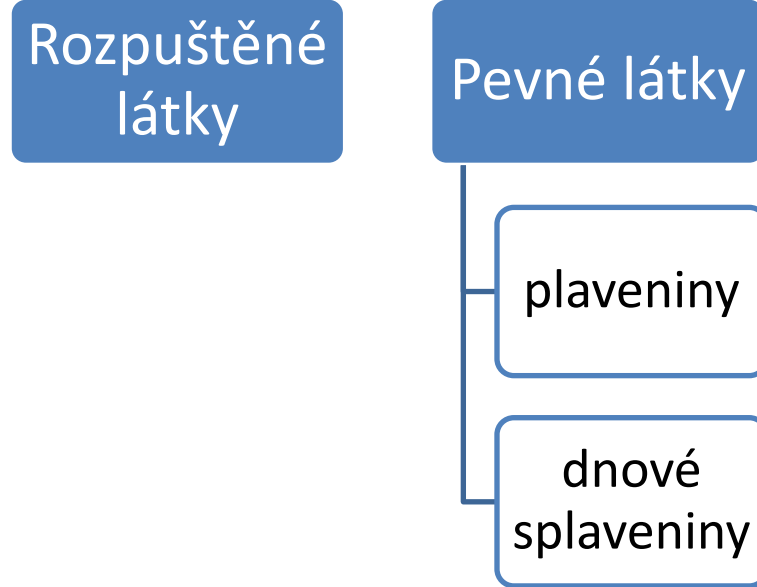 Rozpuštěné
látky
Pevné látky
plaveniny
dnové
splaveniny